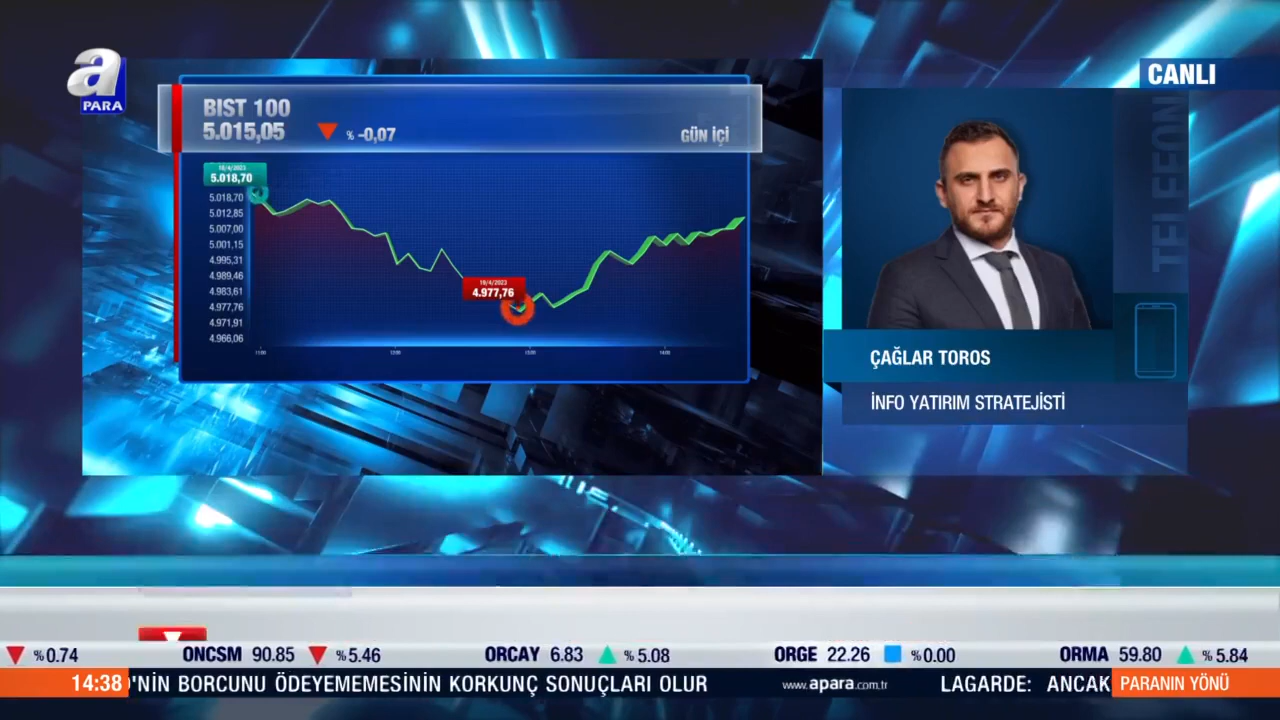 a
PARA
CANLI
BIST 100
5.015,05 % -0,07
GÜN İÇİ
5.018,70
5.018,70
5.012,85
5.007,00
5.001,15
4.995,31
4.989,46
4.983,61
4.977,76
4.971,91
4.966,06
19/4/2023
4.977,76
TELEFON
ÇAĞLAR TOROS
İNFO YATIRIM STRATEJİSTİ
%0.74 ONCSM 90.85 %5.46 ORCAY 6.83 %5.08 ORGE 22.26 %0.00 ORMA 59.80 %5.84
14:38 'NİN BORCUNU ÖDEYEMEMESİNİN KORKUNÇ SONUÇLARI OLUR www.apara.com.tr LAGARDE: ANCAK PARANIN YÖNÜ